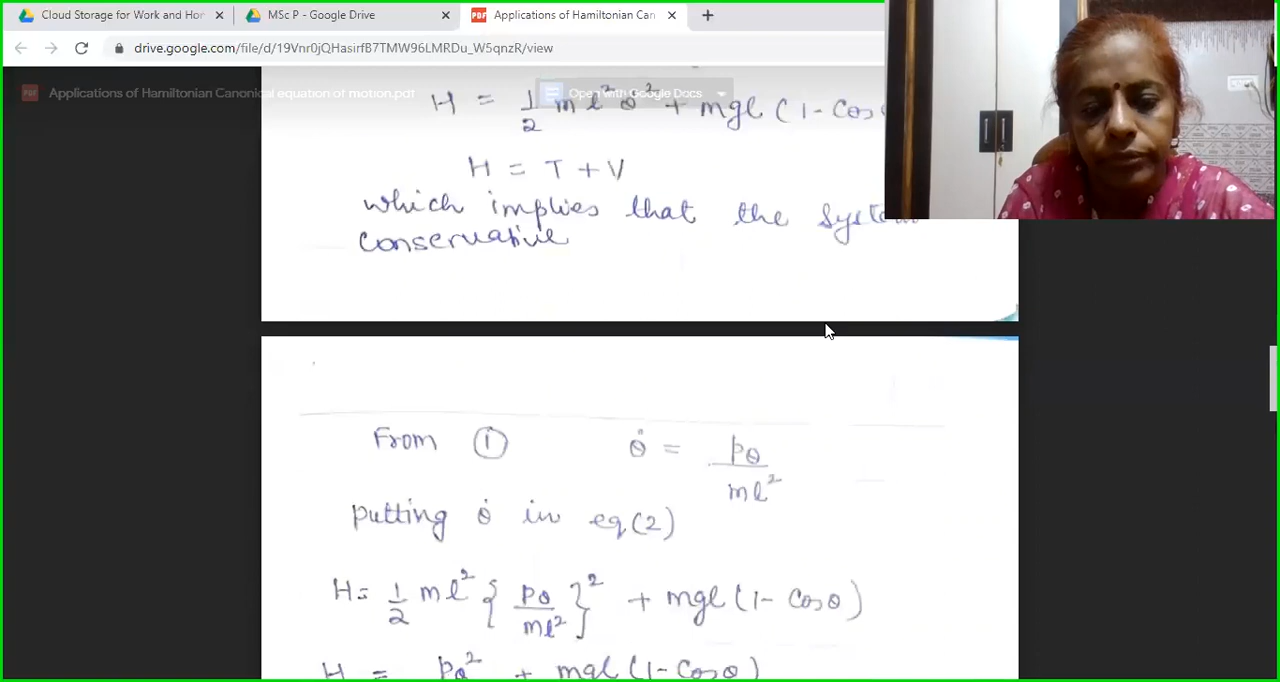 Cloud Storage for Work and Hor
MSc P - Google Drive
Applications of Hamiltonian Can
drive.google.com/file/d/19Vnr0jQHasirfB7TMW96LMRDu_W5qnzR/view
PDF Applications of Hamiltonian Canonical equation of motion.pdf
Open with Google Docs
H = 1/2 ml² θ̇² + mgl (1- Cos
H = T + V
which implies that the system
conservative
From ① θ̇ = pθ/ml²
putting θ̇ in eq(2)
H = 1/2 ml² { pθ/ml² }² + mgl (1- Cosθ)
H = pθ² + mgl (1- Cosθ)